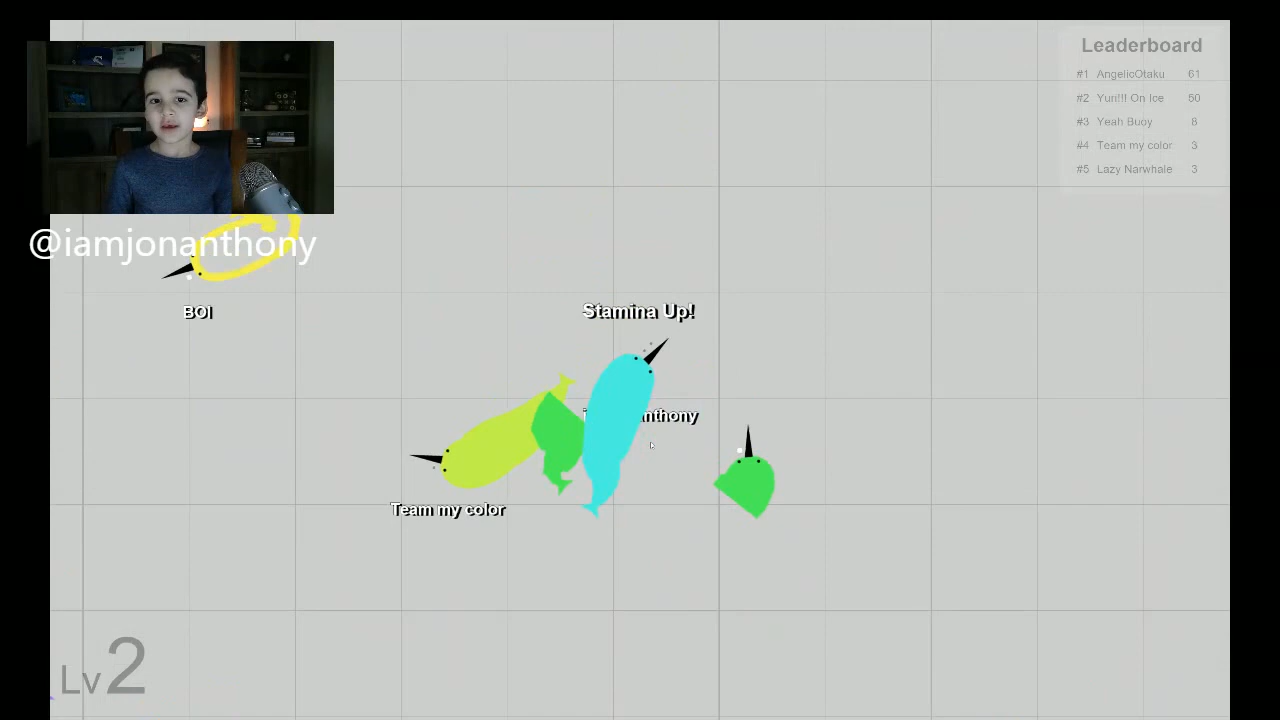 Leaderboard
#1 AngelicOtaku 61
#2 Yuri!!! On Ice 50
#3 Yeah Buoy 8
#4 Team my color 3
#5 Lazy Narwhale 3
@iamjonanthony
BOI
Stamina Up!
nthony
Team my color
Lv2